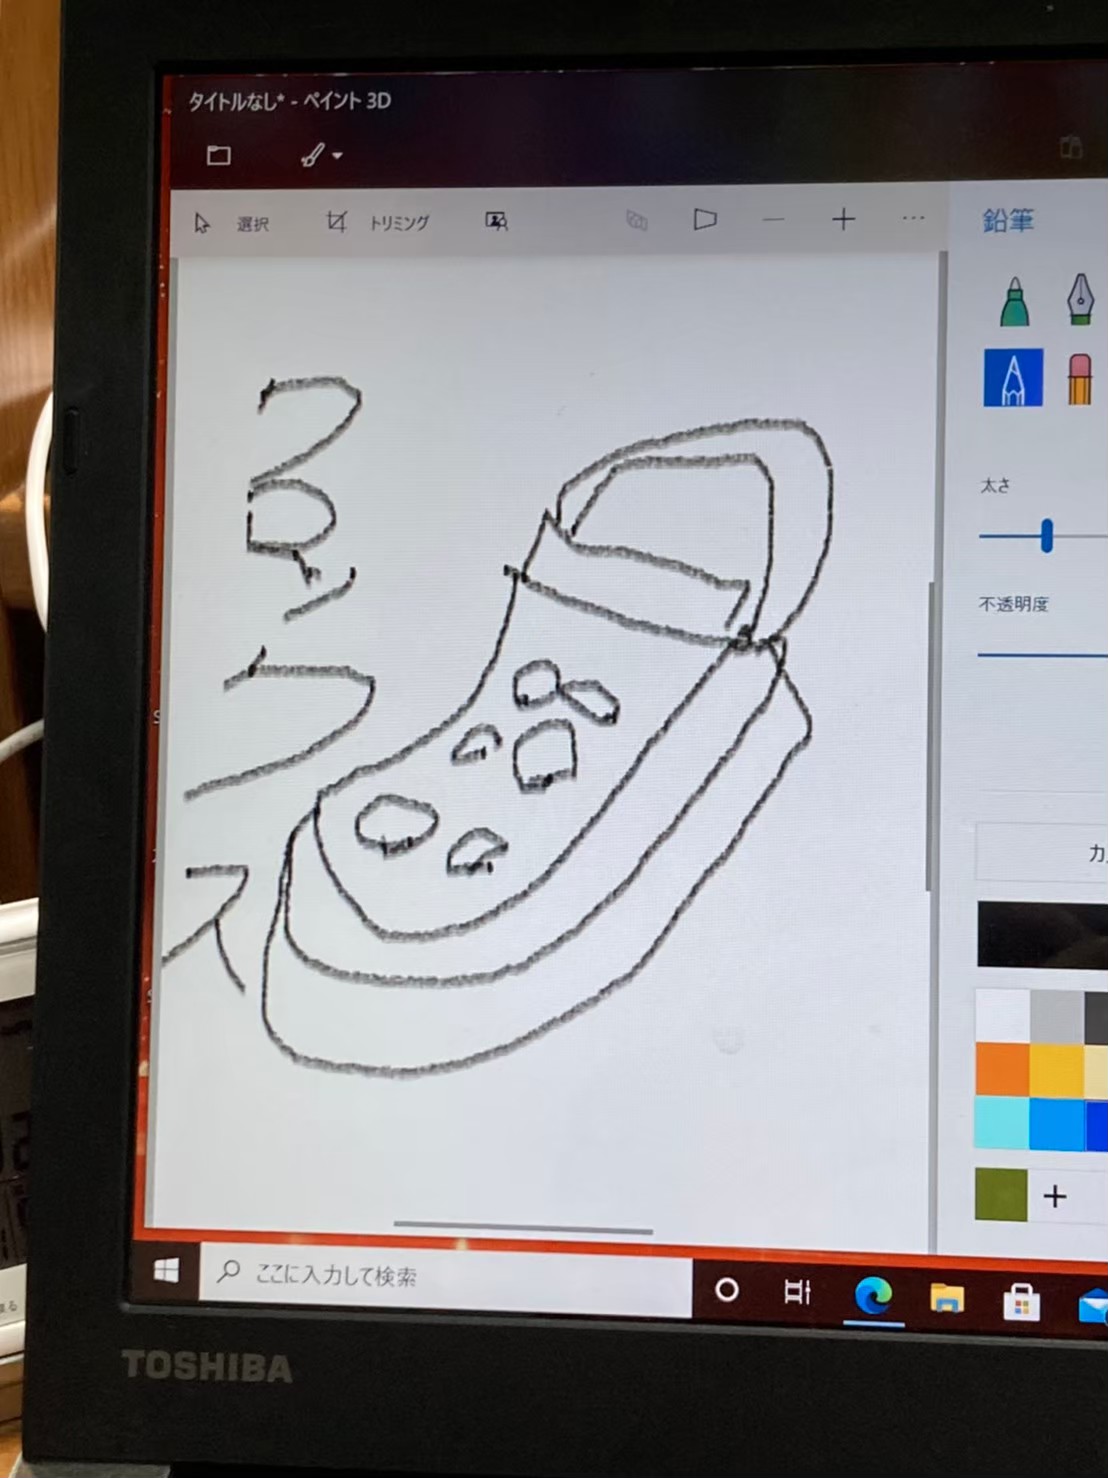 タイトルなし* - ペイント 3D
選択 トリミング
鉛筆
太さ
不透明度
クロックス
ここに入力して検索
TOSHIBA